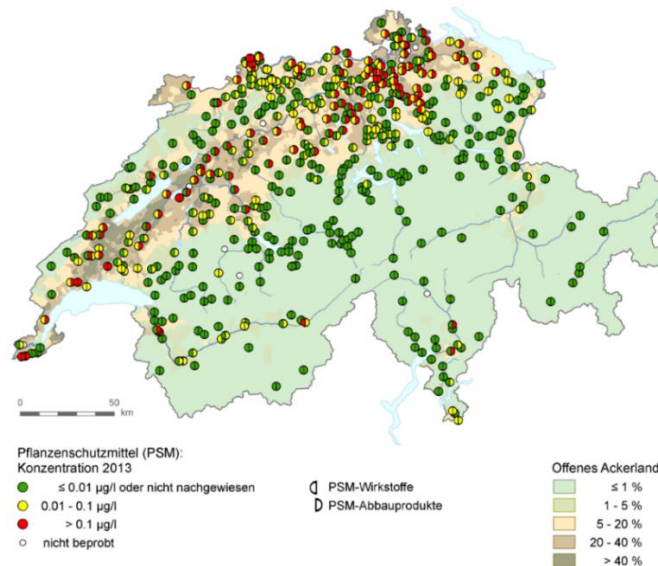 0
50
km
Pflanzenschutzmittel (PSM):
Konzentration 2013
≤ 0.01 µg/l oder nicht nachgewiesen
0.01 - 0.1 µg/l
> 0.1 µg/l
nicht beprobt
PSM-Wirkstoffe
PSM-Abbauprodukte
Offenes Ackerland
≤ 1 %
1 - 5 %
5 - 20 %
20 - 40 %
> 40 %